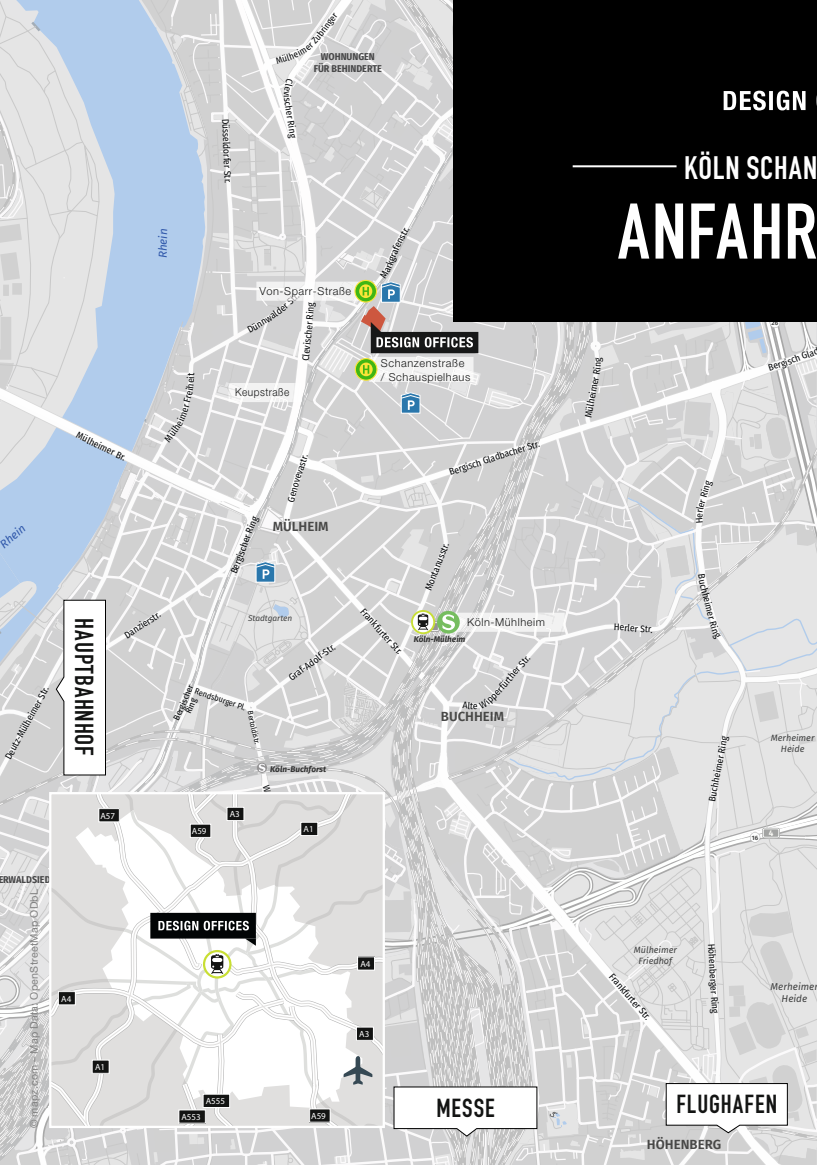 DESIGN
KÖLN SCHAN
ANFAHR
Mülheimer Zubringer
WOHNUNGEN
FÜR BEHINDERTE
Clevischer Ring
Düsseldorfer Str.
Rhein
Markgrafenstr.
Von-Sparr-Straße
H
P
Dünnwalder S
Clevischer Ring
DESIGN OFFICES
H
Schanzenstraße
/ Schauspielhaus
P
Keupstraße
Mülheimer Ring
Bergisch Glad
Mülheimer Freiheit
Mülheimer Br.
Bergisch Gladbacher Str.
Genovevastr.
Herler Ring
MÜLHEIM
Rhein
Bergischer Ring
P
Montanusstr.
Buchheimer Ring
Stadtgarten
Danzierstr.
Frankfurter Str.
S
Köln-Mühlheim
Köln-Mülheim
Herler Str.
HAUPTBAHNHOF
Graf-Adolf-Str.
Alte Wipperfürther Str.
Deutz-Mülheimer Str.
Bergischer
Ring
Rendsburger Pl.
Bertoldistr.
BUCHHEIM
Merheimer
Heide
Buchheimer Ring
S
Köln-Buchforst
W
A57
A59
A3
A1
4
ERWALDSIED
DESIGN OFFICES
A4
A4
A3
A1
A555
A553
A59
© mapz.com - Map Data: OpenStreetMap ODbL
Mülheimer
Friedhof
Höhenberger Ring
Frankfurter Str.
Merheimer
Heide
MESSE
FLUGHAFEN
HÖHENBERG